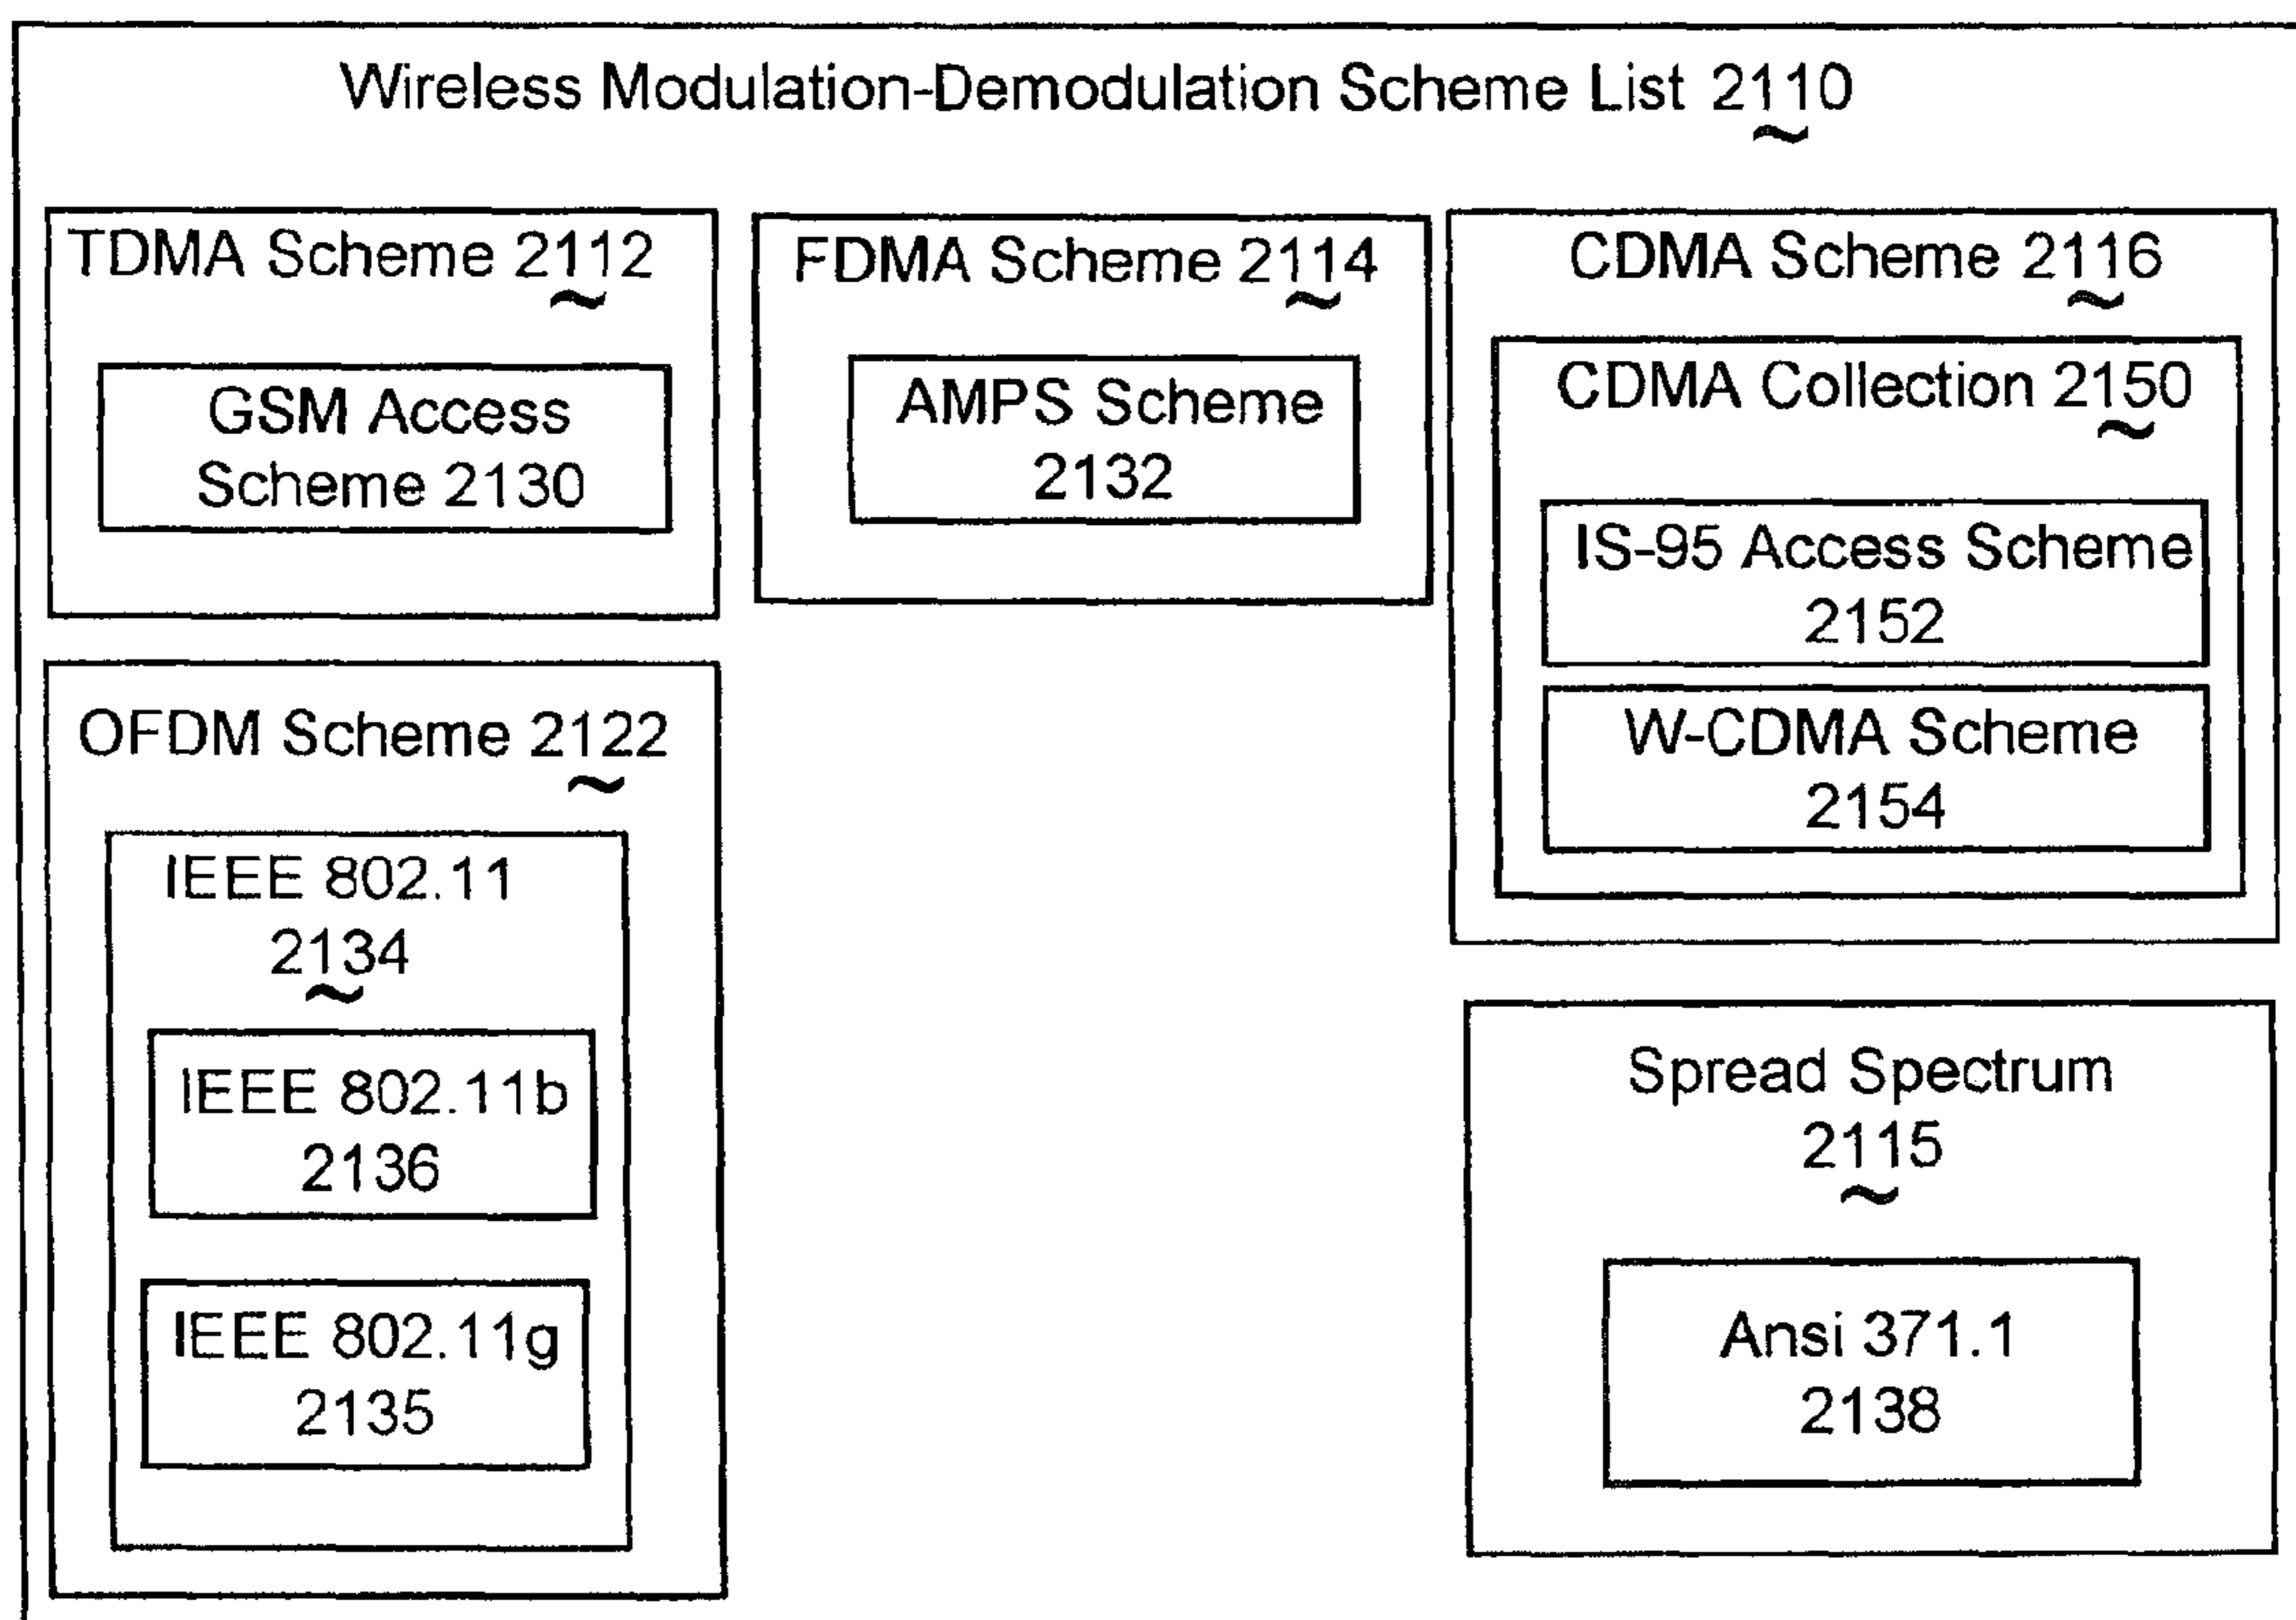 Wireless Modulation-Demodulation Scheme List 2110
TDMA Scheme 2112
GSM Access
Scheme 2130
FDMA Scheme 2114
AMPS Scheme
2132
CDMA Scheme 2116
CDMA Collection 2150
IS-95 Access Scheme
2152
W-CDMA Scheme
2154
OFDM Scheme 2122
IEEE 802.11
2134
IEEE 802.11b
2136
IEEE 802.11g
2135
Spread Spectrum
2115
Ansi 371.1
2138